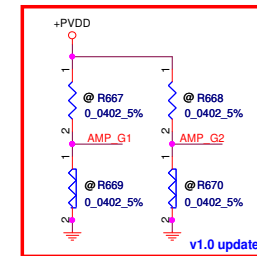 +PVDD
1 1
@ R667 @ R668
0_0402_5% 0_0402_5%
2 2
AMP_G1 AMP_G2
1 1
@ R669 @ R670
0_0402_5% 0_0402_5%
2 2
v1.0 update